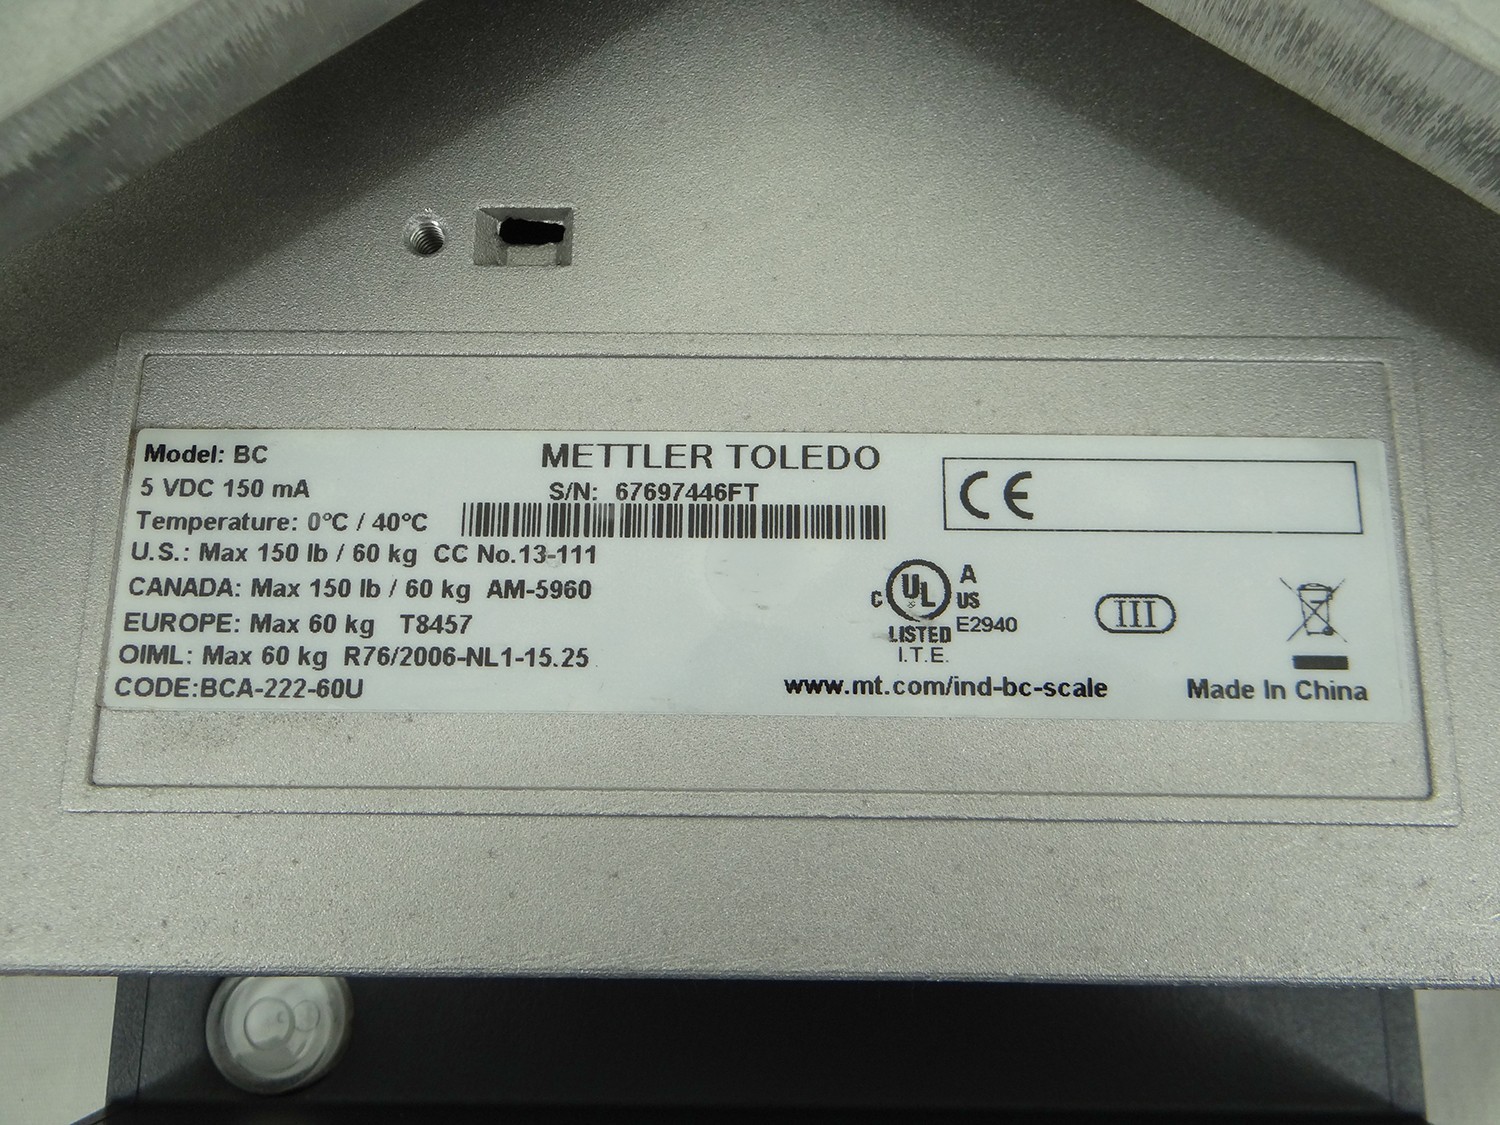 Model: BC
METTLER TOLEDO
5 VDC 150 mA
S/N: 67697446FT
CE
Temperature: 0°C / 40°C
U.S.: Max 150 lb / 60 kg CC No.13-111
CANADA: Max 150 lb / 60 kg AM-5960
EUROPE: Max 60 kg T8457
OIML: Max 60 kg R76/2006-NL1-15.25
CODE:BCA-222-60U
C UL A US
LISTED E2940
I.T.E.
III
www.mt.com/ind-bc-scale
Made In China